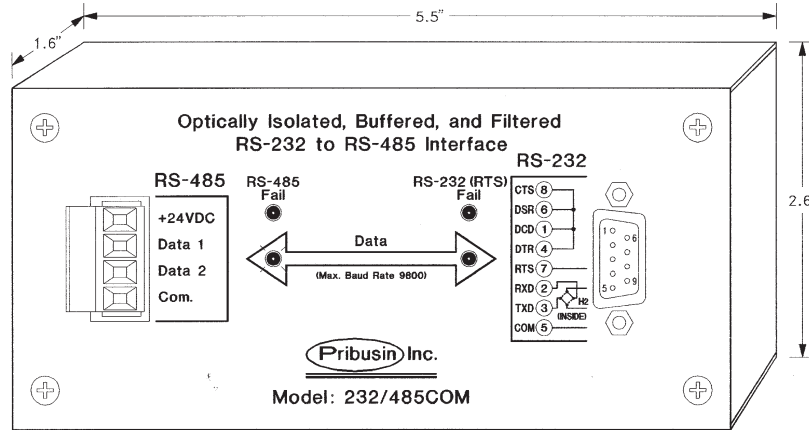 5.5"
1.6"
2.6
Optically Isolated, Buffered, and Filtered
RS-232 to RS-485 Interface
RS-485
+24VDC
Data 1
Data 2
Com.
RS-485
Fail
RS-232 (RTS)
Fail
Data
(Max. Baud Rate 9600)
RS-232
CTS 8
DSR 6
DCD 1
DTR 4
RTS 7
RXD 2
TXD 3
H2
(INSIDE)
COM 5
1
6
5
9
Pribusin Inc.
Model: 232/485COM